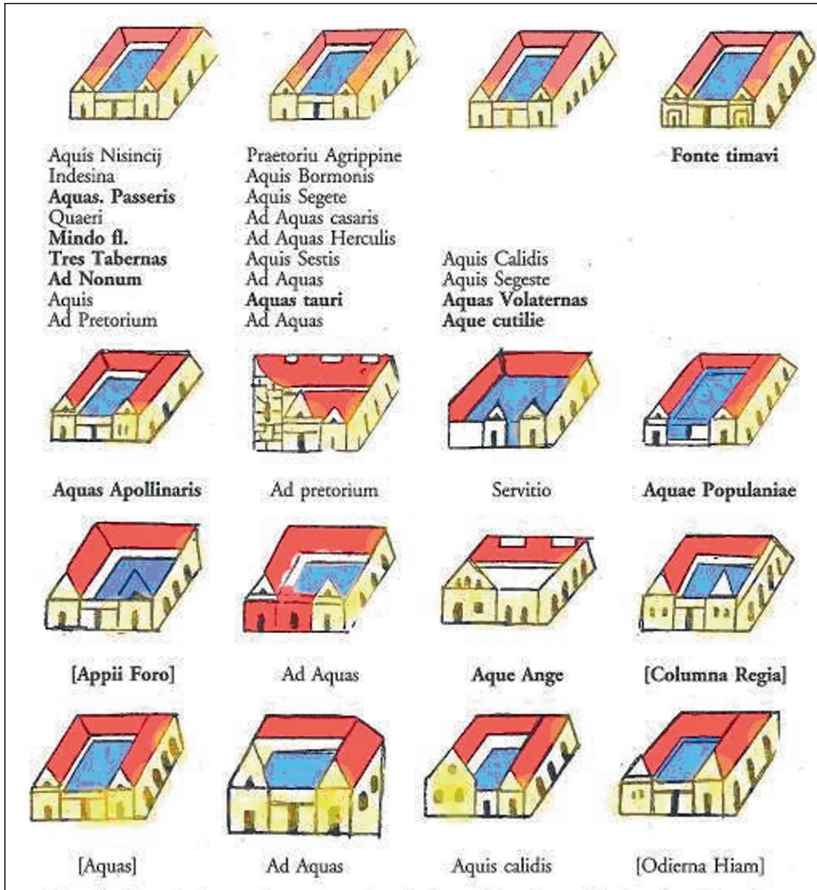 Aquis Nisincij
Indesina
Aquas. Passeris
Quaeri
Mindo fl.
Tres Tabernas
Ad Nonum
Aquis
Ad Pretorium
Praetoriu Agrippine
Aquis Bormonis
Aquis Segete
Ad Aquas casaris
Ad Aquas Herculis
Aquis Sestis
Ad Aquas
Aquas tauri
Ad Aquas
Aquis Calidis
Aquis Segeste
Aquas Volaternas
Aque cutilie
Fonte timavi
Aquas Apollinaris
Ad pretorium
Servitio
Aquae Populaniae
[Appii Foro]
Ad Aquas
Aque Ange
[Columna Regia]
[Aquas]
Ad Aquas
Aquis calidis
[Odierna Hiam]